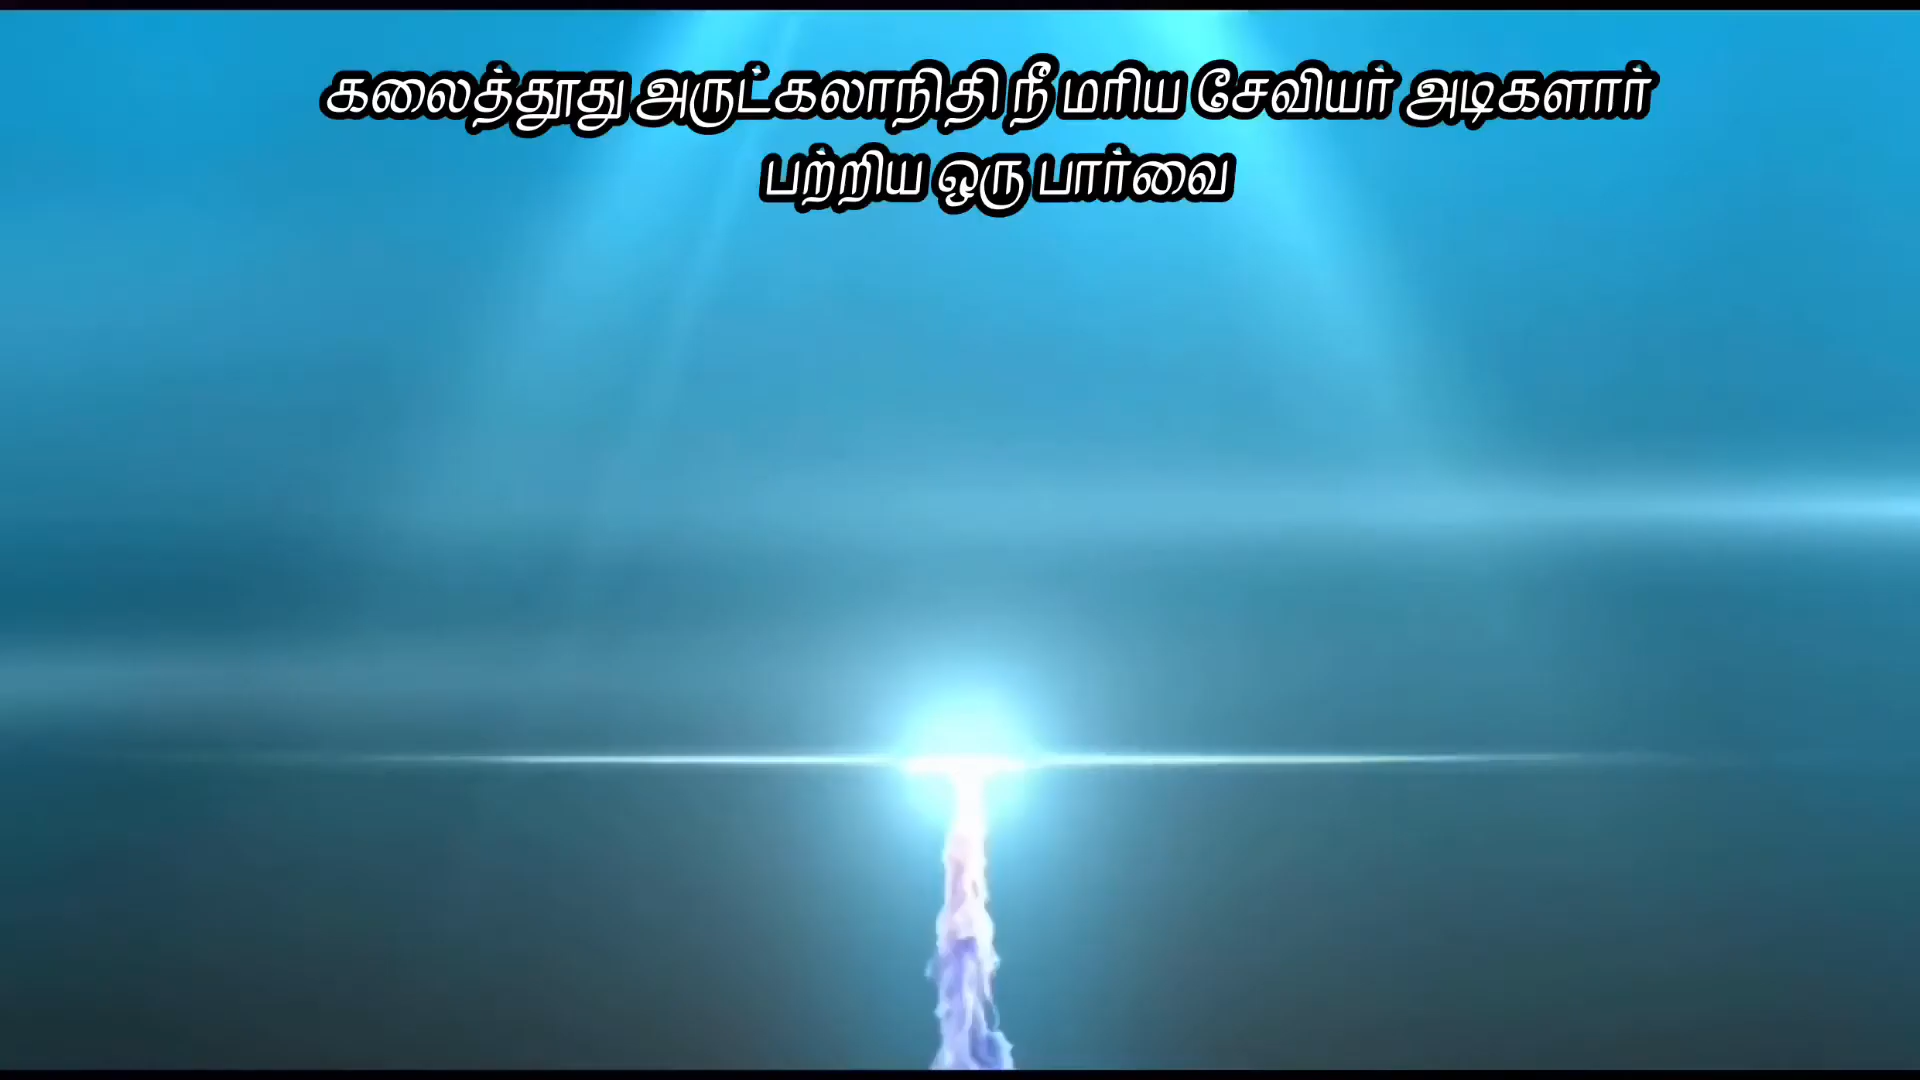 கலைத்தூது அருட்கலாநிதி நீ மரிய சேவியர் அடிகளார்
பற்றிய ஒரு பார்வை